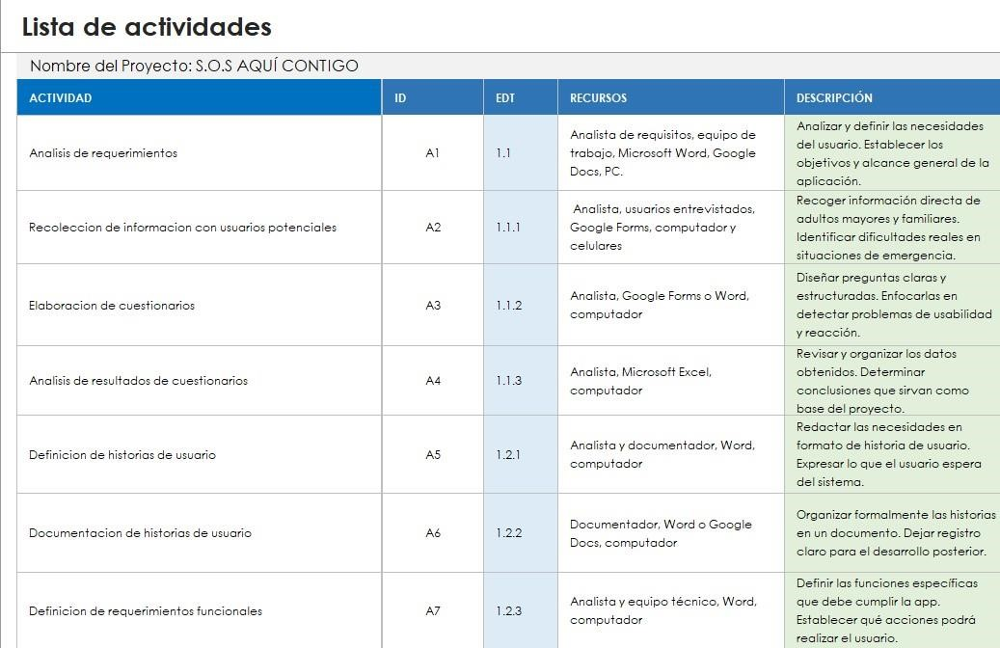 Lista de actividades
Nombre del Proyecto: S.O.S AQUÍ CONTIGO
ACTIVIDAD ID EDT RECURSOS DESCRIPCIÓN
Analisis de requerimientos
A1
1.1
Analista de requisitos, equipo de
trabajo, Microsoft Word, Google
Docs, PC.
Analizar y definir las necesidades
del usuario. Establecer los
objetivos y alcance general de la
aplicación.
Recoleccion de informacion con usuarios potenciales
A2
1.1.1
Analista, usuarios entrevistados,
Google Forms, computador y
celulares
Recoger información directa de
adultos mayores y familiares.
Identificar dificultades reales en
situaciones de emergencia.
Elaboracion de cuestionarios
A3
1.1.2
Analista, Google Forms o Word,
computador
Diseñar preguntas claras y
estructuradas. Enfocarlas en
detectar problemas de usabilidad
y reacción.
Analisis de resultados de cuestionarios
A4
1.1.3
Analista, Microsoft Excel,
computador
Revisar y organizar los datos
obtenidos. Determinar
conclusiones que sirvan como
base del proyecto.
Definicion de historias de usuario
A5
1.2.1
Analista y documentador, Word,
computador
Redactar las necesidades en
formato de historia de usuario.
Expresar lo que el usuario espera
del sistema.
Documentacion de historias de usuario
A6
1.2.2
Documentador, Word o Google
Docs, computador
Organizar formalmente las historias
en un documento. Dejar registro
claro para el desarrollo posterior.
Definicion de requerimientos funcionales
A7
1.2.3
Analista y equipo técnico, Word,
computador
Definir las funciones específicas
que debe cumplir la app.
Establecer qué acciones podrá
realizar el usuario.